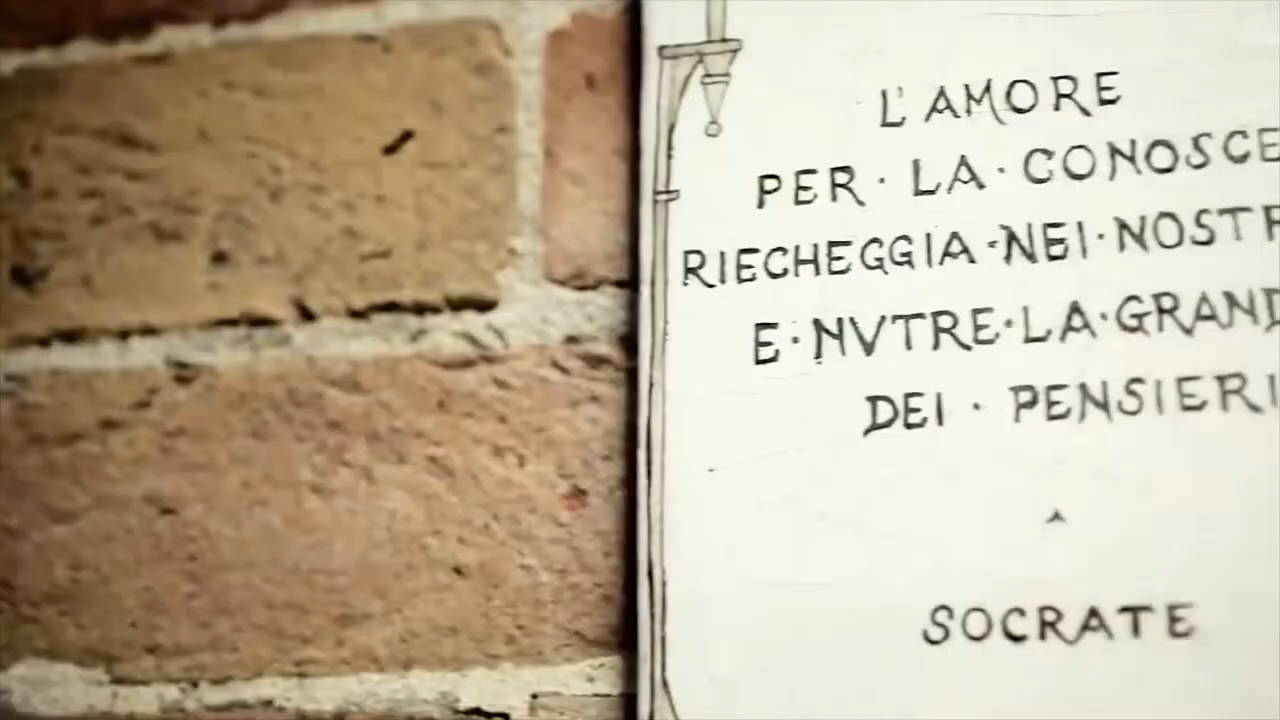 L'AMORE
PER · LA · CONOSCE
RIECHEGGIA · NEI · NOSTR
E · NVTRE · LA · GRAND
DEI · PENSIERI
SOCRATE